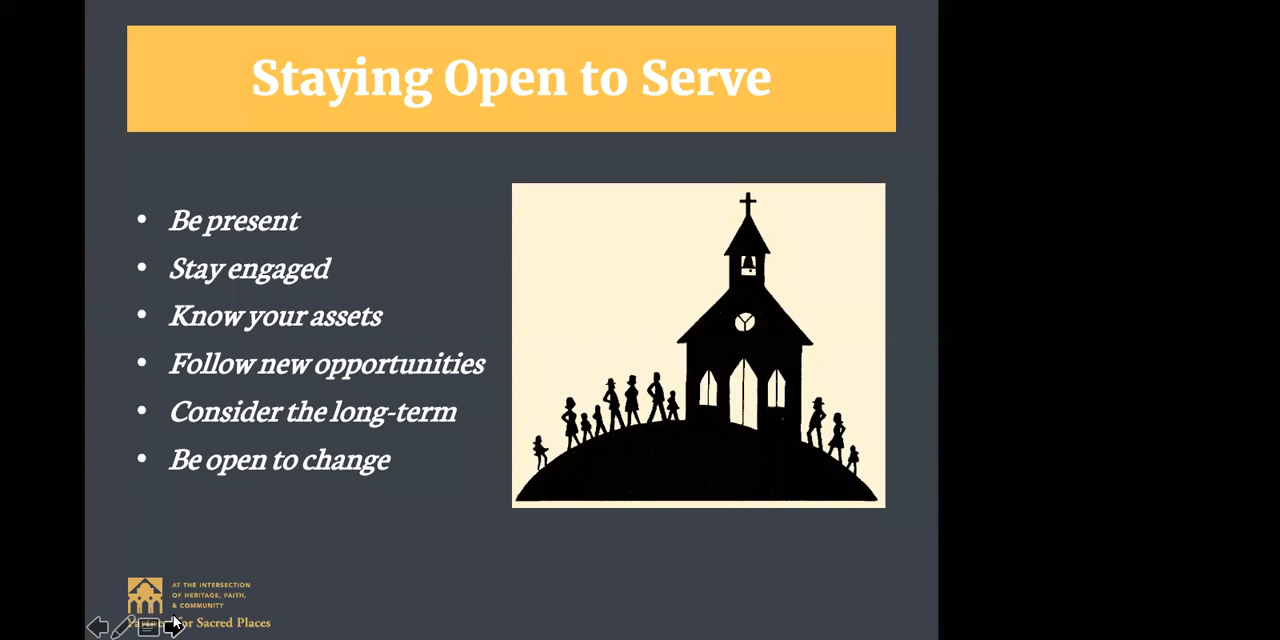 Staying Open to Serve
• Be present
• Stay engaged
• Know your assets
• Follow new opportunities
• Consider the long-term
• Be open to change
AT THE INTERSECTION
OF HERITAGE, FAITH,
& COMMUNITY
for Sacred Places